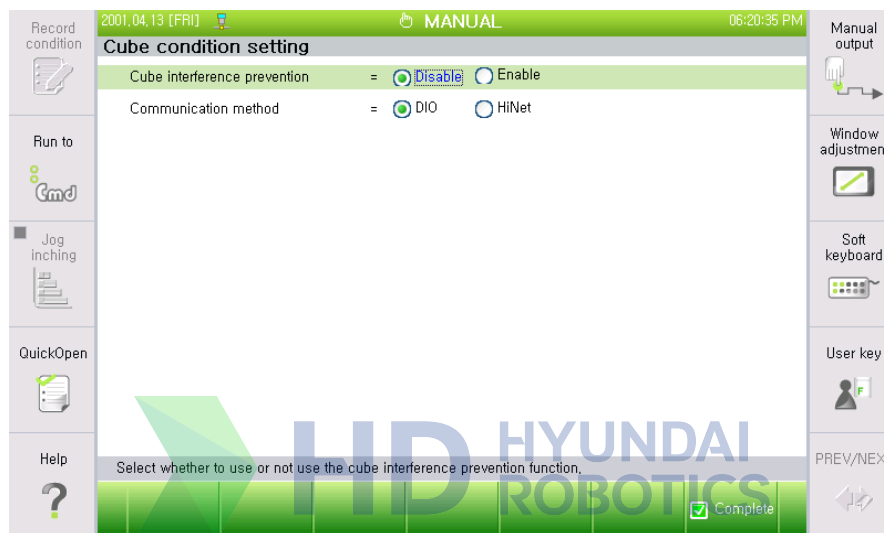 Record
condition
Run to
Cmd
Jog
inching
QuickOpen
Help
?
2001,04,13 [FRI] MANUAL 06:20:35 PM
Cube condition setting
Cube interference prevention = Disable Enable
Communication method = DIO HiNet
HD HYUNDAI
ROBOTICS
Select whether to use or not use the cube interference prevention function,
Complete
Manual
output
Window
adjustmen
Soft
keyboard
User key
F
PREV/NEX